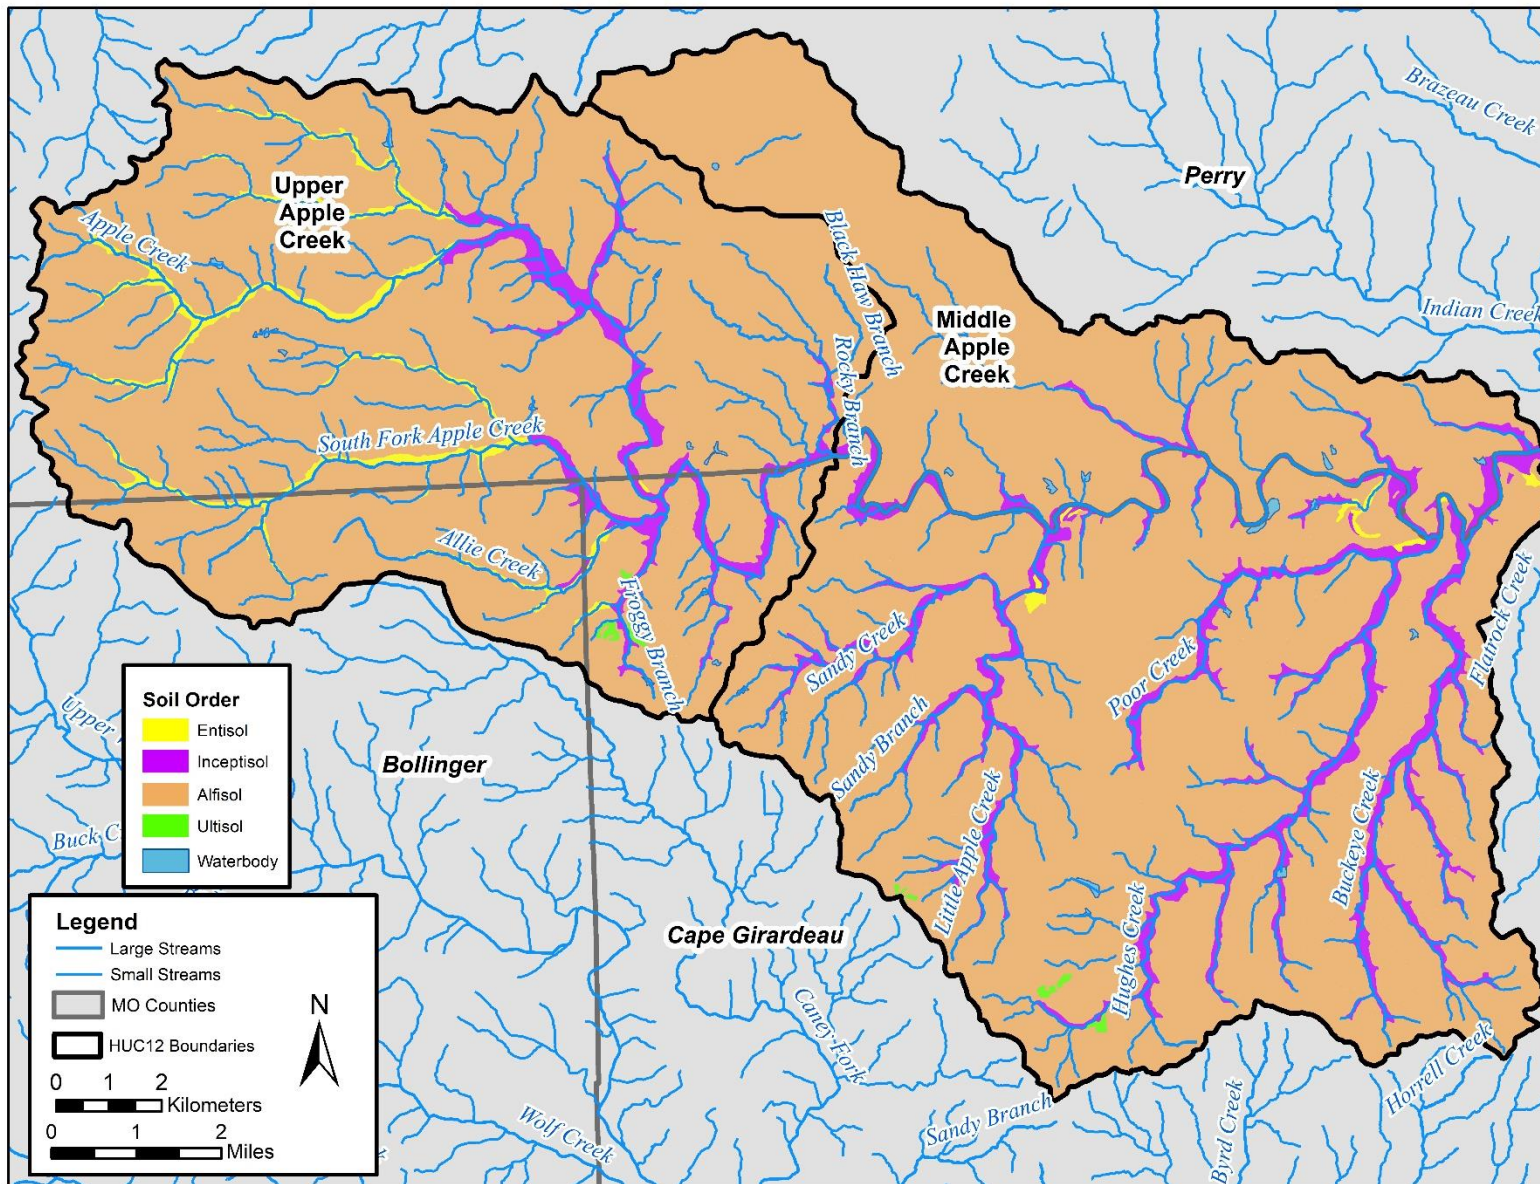 Brazeau Creek
Perry
Upper
Apple
Creek
Apple Creek
Black Haw Branch
Indian Creek
Middle
Apple
Creek
Rocky Branch
South Fork Apple Creek
Allie Creek
Froggy Branch
Sandy Creek
Flatrock Creek
Poor Creek
Sandy Branch
Upper
Bollinger
Little Apple Creek
Buckeye Creek
Hughes Creek
Buck
Cape Girardeau
Caney Fork
Wolf Creek
Sandy Branch
Byrd Creek
Horrell Creek
Soil Order
Entisol
Inceptisol
Alfisol
Ultisol
Waterbody
Legend
Large Streams
Small Streams
MO Counties
HUC12 Boundaries
N
0 1 2
Kilometers
0 1 2
Miles